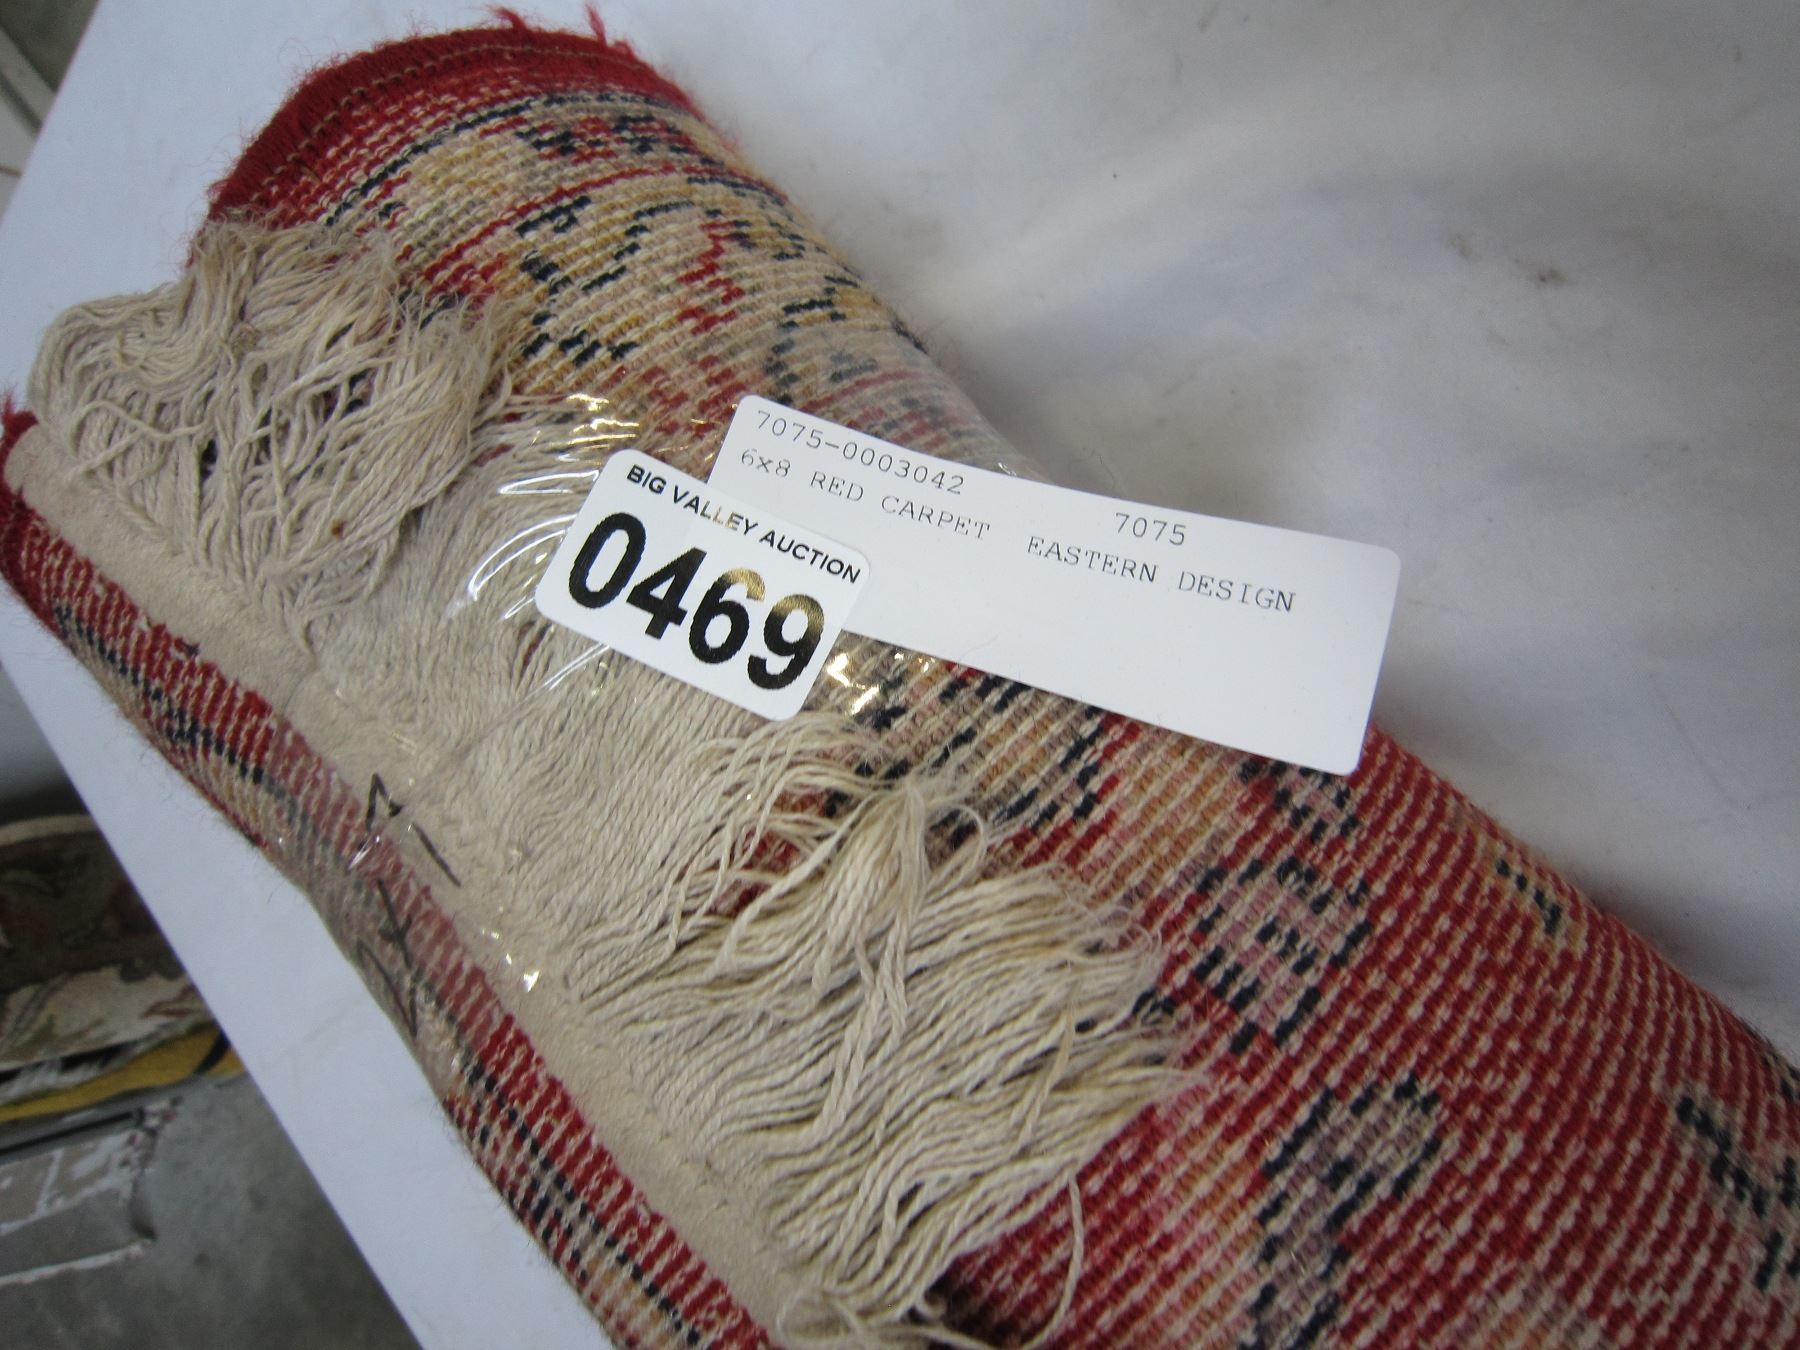 7075-0003042
7075
6x8 RED CARPET EASTERN DESIGN
BIG VALLEY AUCTION
0469